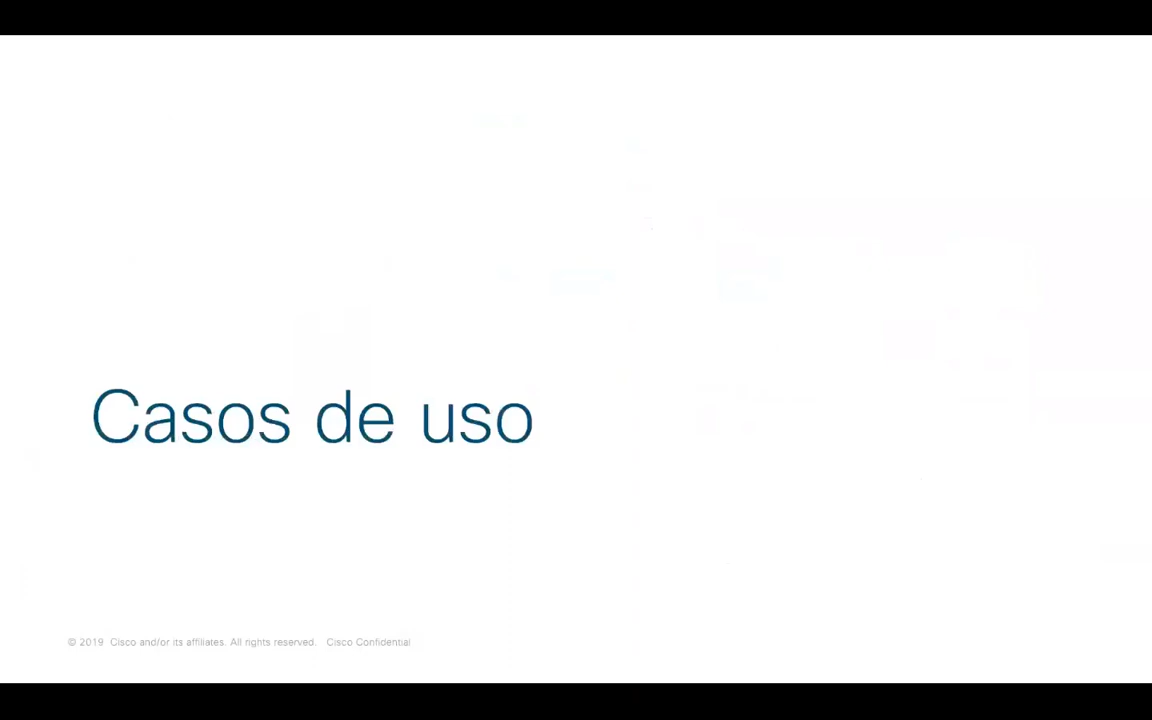 Casos de uso
© 2019 Cisco and/or its affiliates. All rights reserved. Cisco Confidential